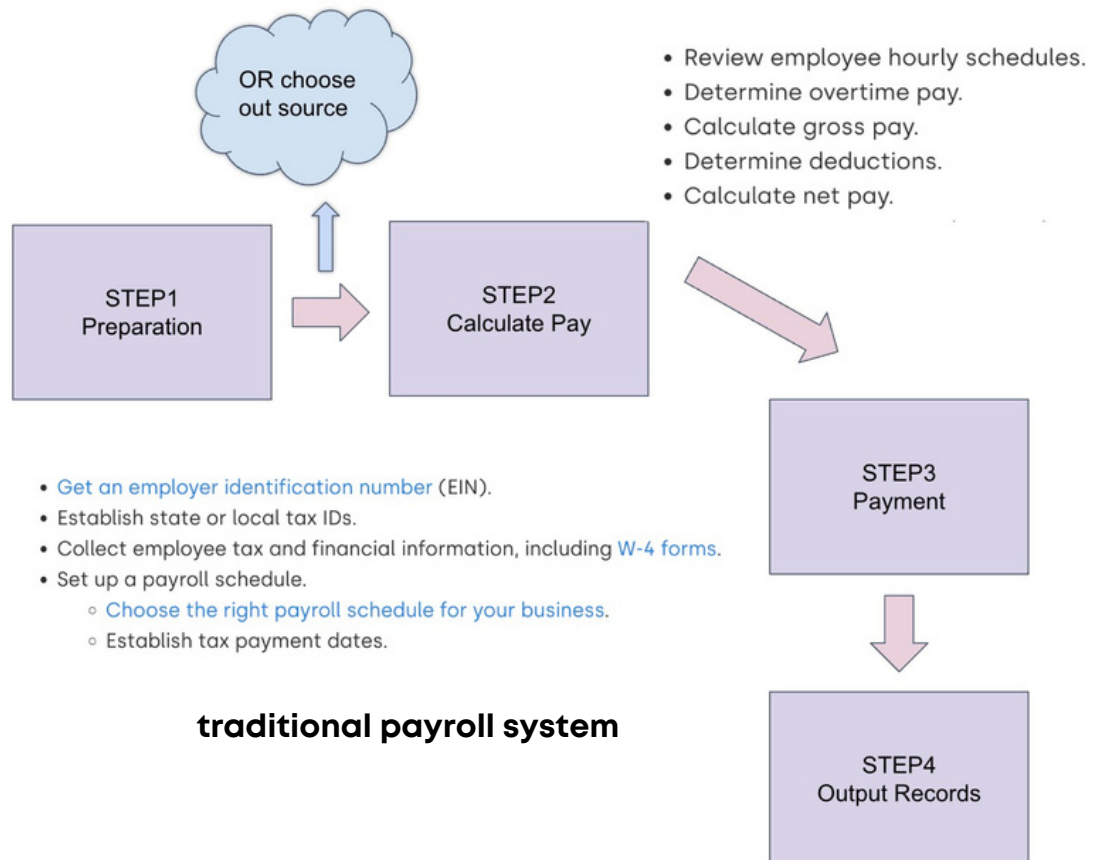 OR choose
out source
• Review employee hourly schedules.
• Determine overtime pay.
• Calculate gross pay.
• Determine deductions.
• Calculate net pay.
STEP1
Preparation
STEP2
Calculate Pay
STEP3
Payment
• Get an employer identification number (EIN).
• Establish state or local tax IDs.
• Collect employee tax and financial information, including W-4 forms.
• Set up a payroll schedule.
◦ Choose the right payroll schedule for your business.
◦ Establish tax payment dates.
traditional payroll system
STEP4
Output Records